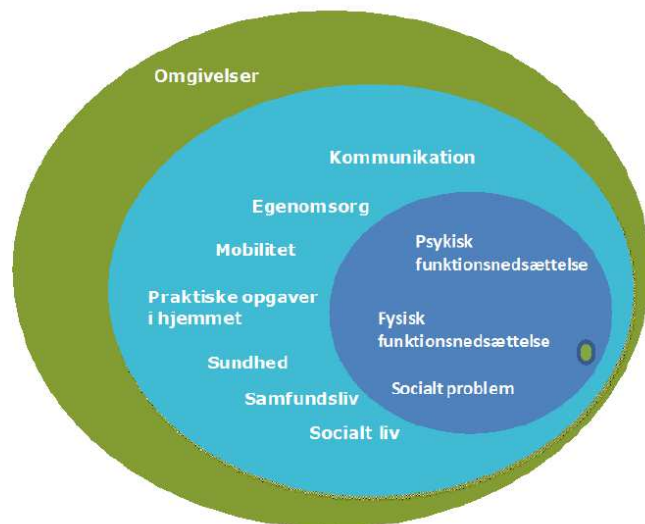 Omgivelser
Kommunikation
Egenomsorg
Mobilitet
Praktiske opgaver
i hjemmet
Sundhed
Samfundsliv
Socialt liv
Psykisk
funktionsnedsættelse
Fysisk
funktionsnedsættelse
Socialt problem